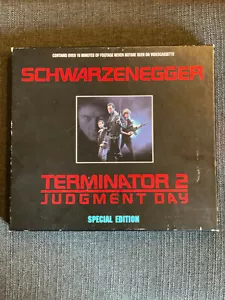 CONTAINS OVER 15 MINUTES OF FOOTAGE NEVER BEFORE SEEN ON VIDEOCASSETTE
SCHWARZENEGGER
TERMINATOR 2
JUDGMENT DAY
SPECIAL EDITION